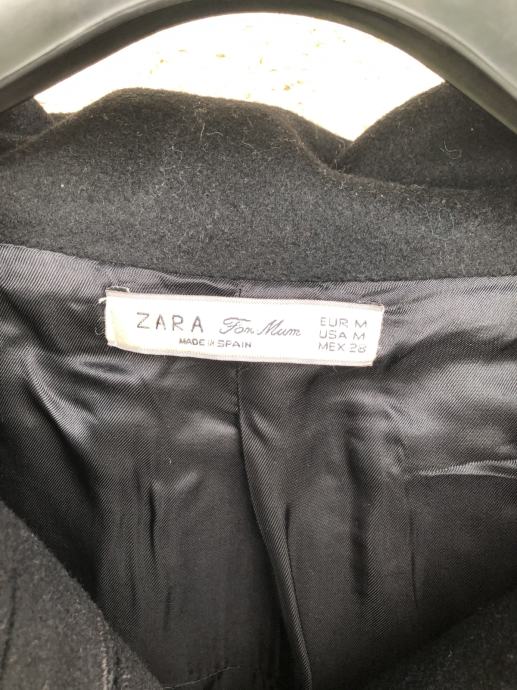 ZARA For Mum
MADE IN SPAIN
EUR M
USA M
MEX 28